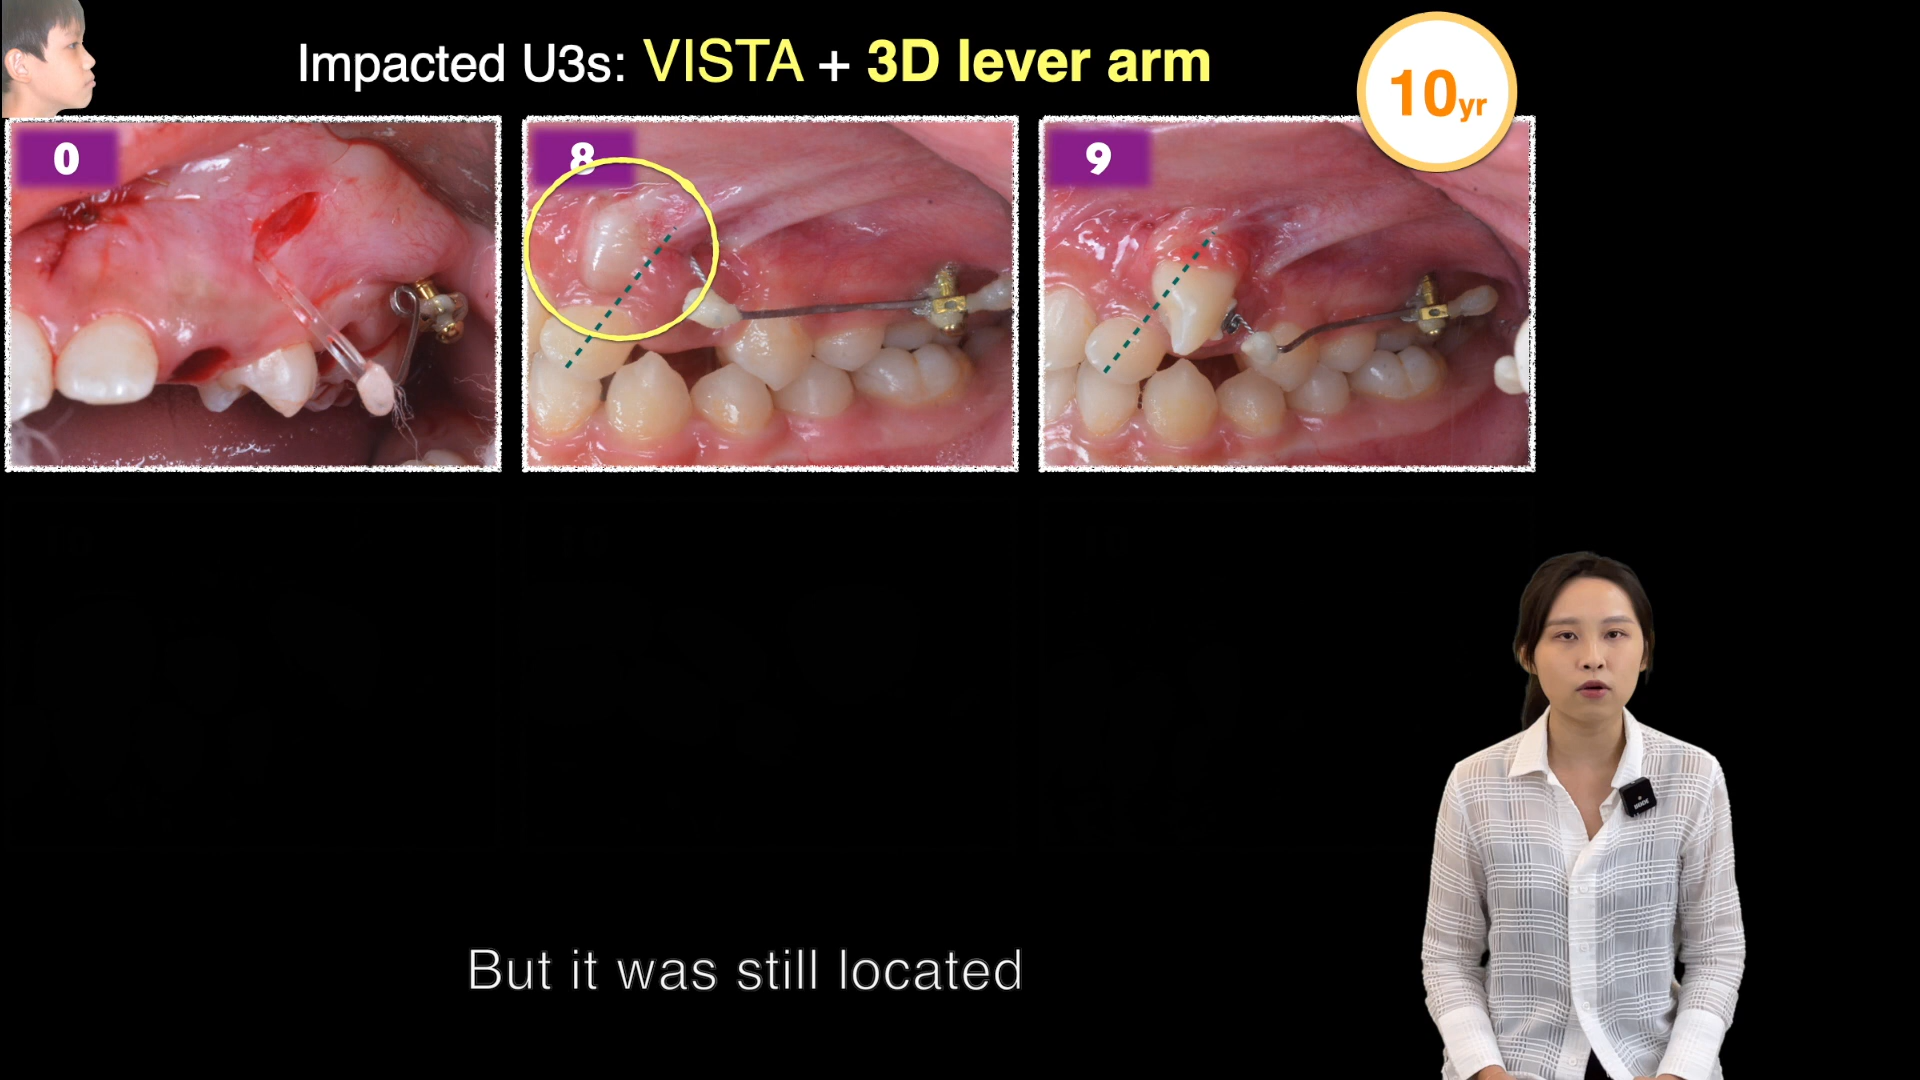 Impacted U3s: VISTA + 3D lever arm
10yr
0
8
9
But it was still located